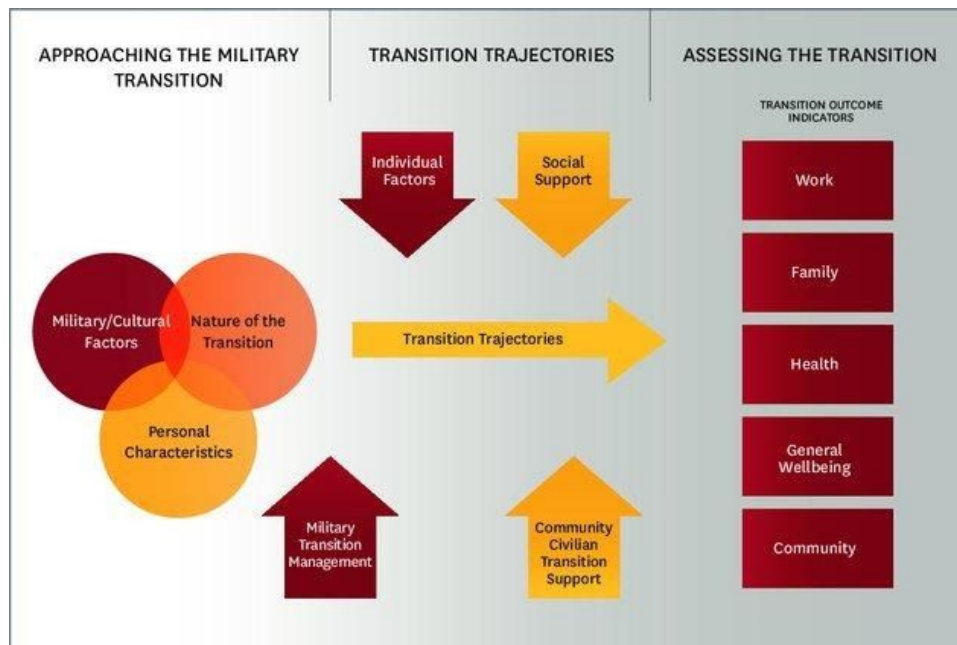 APPROACHING THE MILITARY
TRANSITION
TRANSITION TRAJECTORIES
ASSESSING THE TRANSITION
TRANSITION OUTCOME
INDICATORS
Military/Cultural
Factors
Nature of the
Transition
Personal
Characteristics
Individual
Factors
Social
Support
Transition Trajectories
Military
Transition
Management
Community
Civilian
Transition
Support
Work
Family
Health
General
Wellbeing
Community